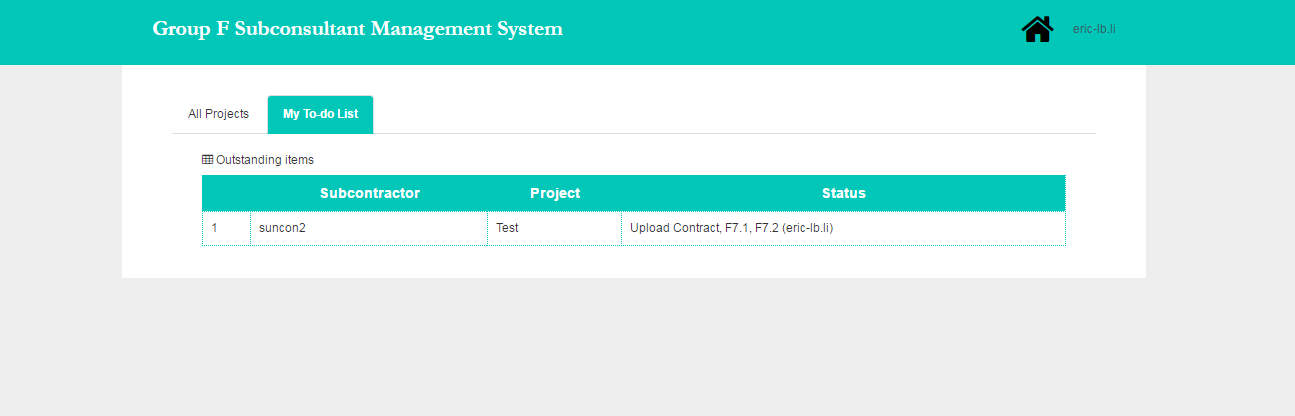 Group F Subconsultant Management System
eric-lb.li
All Projects
My To-do List
Outstanding items
Subcontractor Project Status
1 suncon2 Test Upload Contract, F7.1, F7.2 (eric-lb.li)